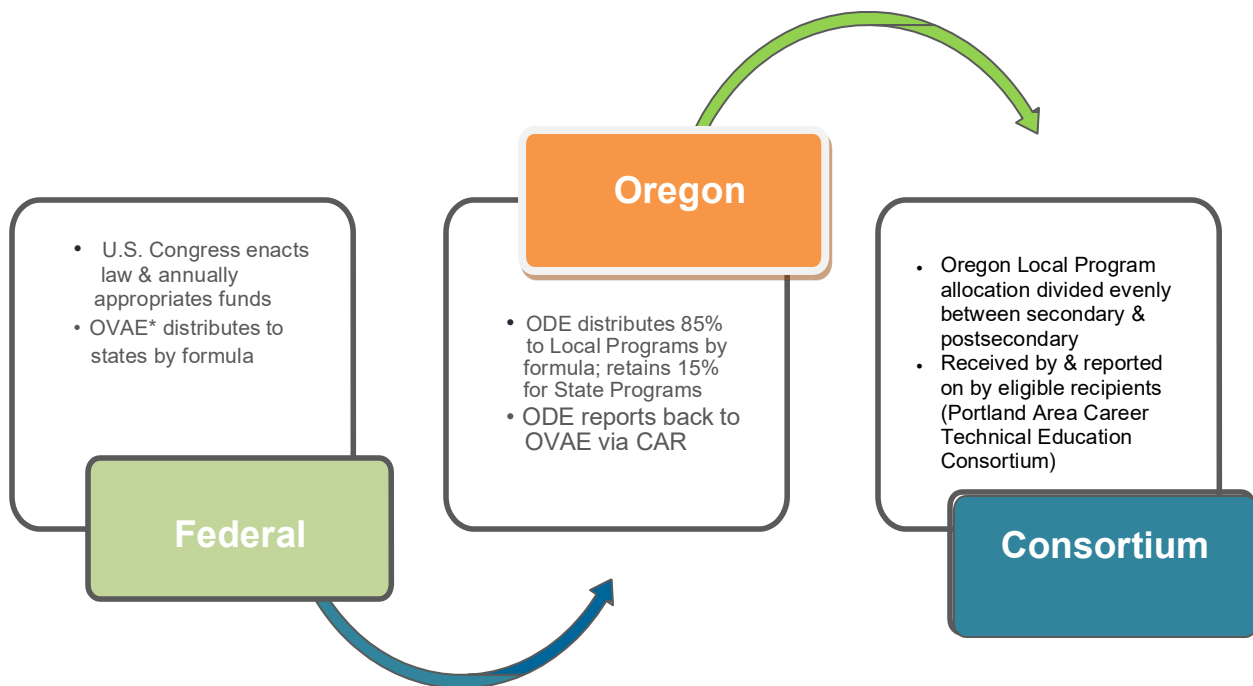 • U.S. Congress enacts
law & annually
appropriates funds
• OVAE* distributes to
states by formula
Federal
Oregon
• ODE distributes 85%
to Local Programs by
formula; retains 15%
for State Programs
• ODE reports back to
OVAE via CAR
• Oregon Local Program
allocation divided evenly
between secondary &
postsecondary
• Received by & reported
on by eligible recipients
(Portland Area Career
Technical Education
Consortium)
Consortium